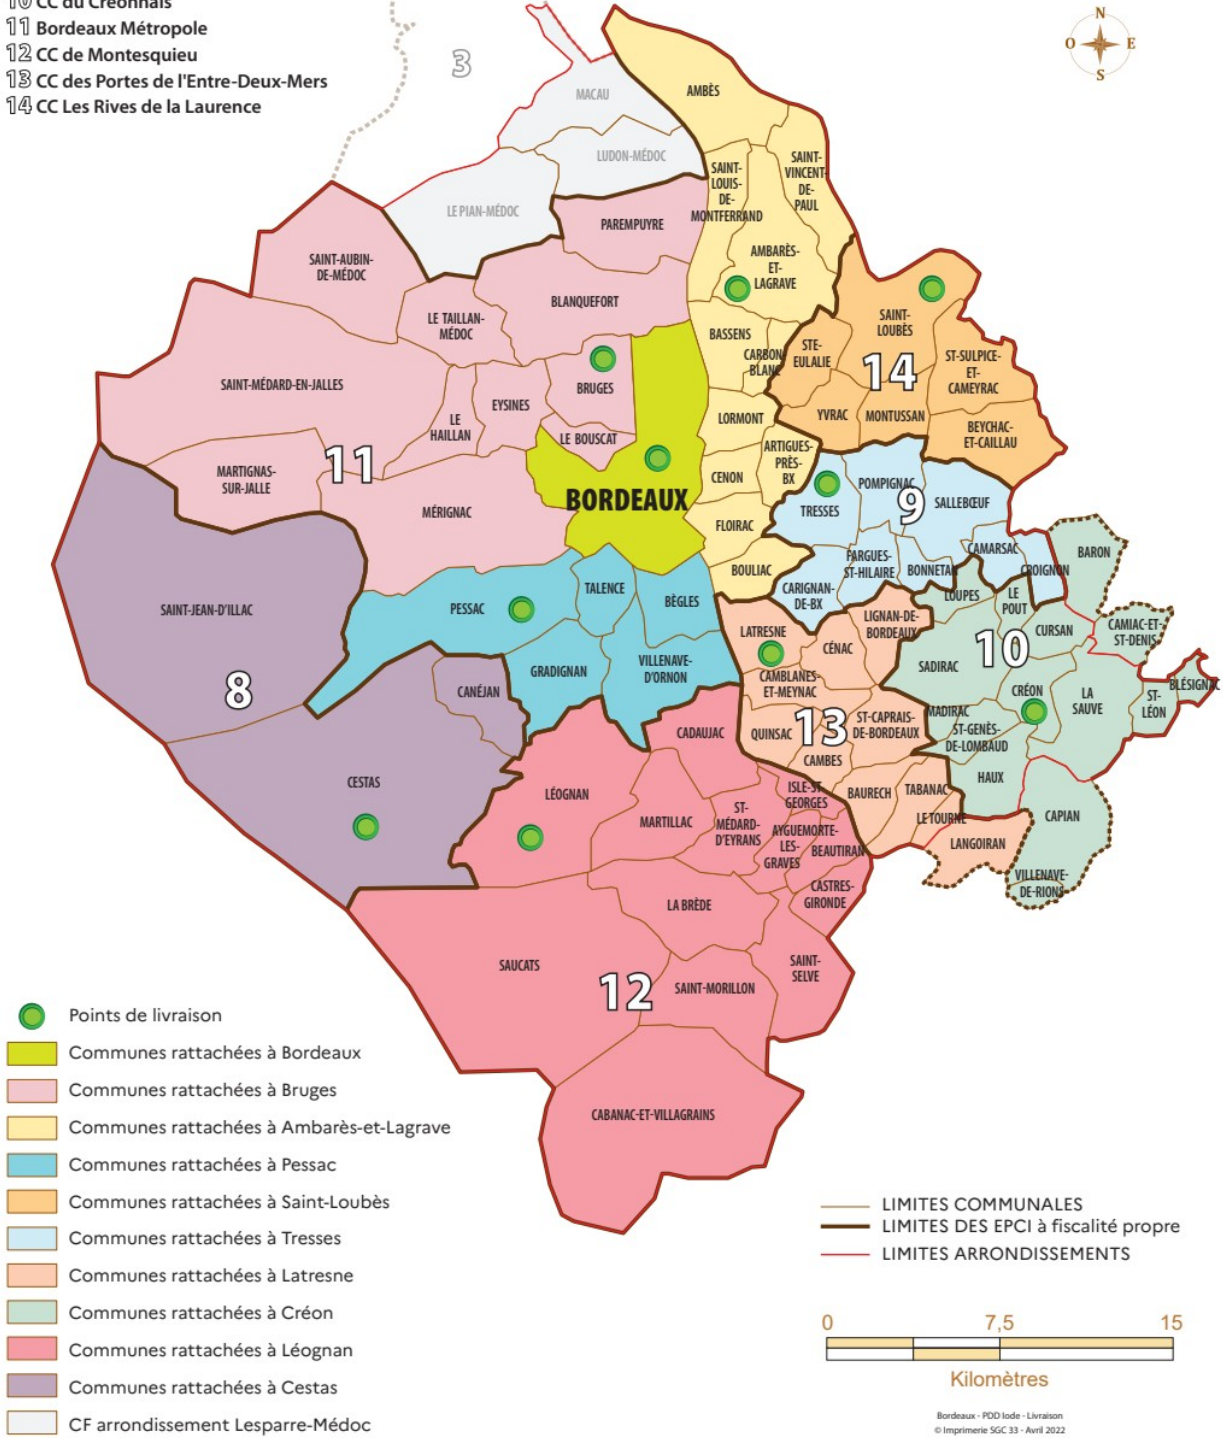 10 CC du Créonnais
11 Bordeaux Métropole
12 CC de Montesquieu
13 CC des Portes de l'Entre-Deux-Mers
14 CC Les Rives de la Laurence
N
O
E
S
3
MACAU
LUDON-MÉDOC
LE PIAN-MÉDOC
AMBÈS
SAINT-
LOUIS-
DE-
MONTFERRAND
SAINT-
VINCENT-
DE-
PAUL
PAREMPUYRE
SAINT-AUBIN-
DE-MÉDOC
AMBARÈS-
ET-
LAGRAVE
BLANQUEFORT
LE TAILLAN-
MÉDOC
BASSENS
CARBON
BLANC
STE-
EULALIE
SAINT-
LOUBÈS
14
ST-SULPICE-
ET-
CAMEYRAC
SAINT-MÉDARD-EN-JALLES
BRUGES
EYSINES
LE
HAILLAN
LE BOUSCAT
LORMONT
YVRAC
MONTUSSAN
BEYCHAC-
ET-CAILLAU
11
MARTIGNAS-
SUR-JALLE
ARTIGUES-
PRÈS-
BX
CENON
BORDEAUX
MÉRIGNAC
FLOIRAC
TRESSES
POMPIGNAC
9
SALLEBŒUF
BOULIAC
CARIGNAN-
DE-BX
FARGUES-
ST-HILAIRE
BONNETAN
CAMARSAC
CROIGNON
BARON
SAINT-JEAN-D'ILLAC
PESSAC
TALENCE
BÈGLES
LOUPES
LE
POUT
CURSAN
CAMIAC-ET-
ST-DENIS
LATRESNE
CÉNAC
LIGNAN-DE-
BORDEAUX
10
SADIRAC
8
GRADIGNAN
VILLENAVE-
D'ORNON
CANÉJAN
CAMBLANES-
ET-MEYNAC
CRÉON
LA
SAUVE
ST-
LÉON
BLÉSIGNAC
MADIRAC
ST-GENÈS-
DE-LOMBAUD
CADAUJAC
QUINSAC
13
ST-CAPRAIS-
DE-BORDEAUX
CAMBES
HAUX
CESTAS
LÉOGNAN
ISLE-ST-
GEORGES
BAURECH
TABANAC
LE TOURNE
CAPIAN
MARTILLAC
ST-
MÉDARD-
D'EYRANS
AYGUEMORTE-
LES-
GRAVES
BEAUTIRAN
LANGOIRAN
VILLENAVE-
DE-RIONS
CASTRES-
GIRONDE
LA BRÈDE
SAUCATS
12
SAINT-MORILLON
SAINT-
SELVE
CABANAC-ET-VILLAGRAINS
Points de livraison
Communes rattachées à Bordeaux
Communes rattachées à Bruges
Communes rattachées à Ambarès-et-Lagrave
Communes rattachées à Pessac
Communes rattachées à Saint-Loubès
Communes rattachées à Tresses
Communes rattachées à Latresne
Communes rattachées à Créon
Communes rattachées à Léognan
Communes rattachées à Cestas
CF arrondissement Lesparre-Médoc
LIMITES COMMUNALES
LIMITES DES EPCI à fiscalité propre
LIMITES ARRONDISSEMENTS
0 7,5 15
Kilomètres
Bordeaux - PDD Iode - Livraison
© Imprimerie SGC 33 - Avril 2022